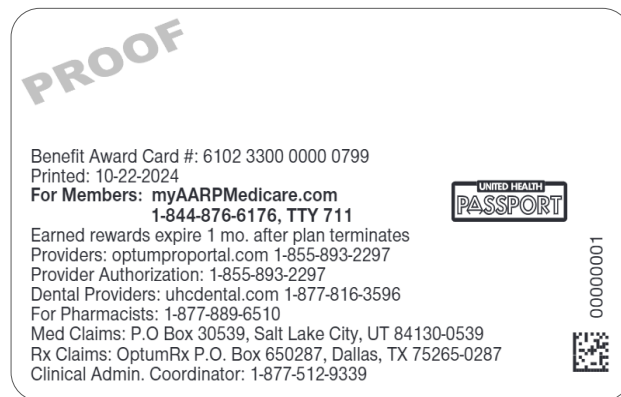 PROOF
Benefit Award Card #: 6102 3300 0000 0799
Printed: 10-22-2024
For Members: myAARPMedicare.com
1-844-876-6176, TTY 711
Earned rewards expire 1 mo. after plan terminates
Providers: optumproportal.com 1-855-893-2297
Provider Authorization: 1-855-893-2297
Dental Providers: uhcdental.com 1-877-816-3596
For Pharmacists: 1-877-889-6510
Med Claims: P.O Box 30539, Salt Lake City, UT 84130-0539
Rx Claims: OptumRx P.O. Box 650287, Dallas, TX 75265-0287
Clinical Admin. Coordinator: 1-877-512-9339
UNITED HEALTH
PASSPORT
00000001